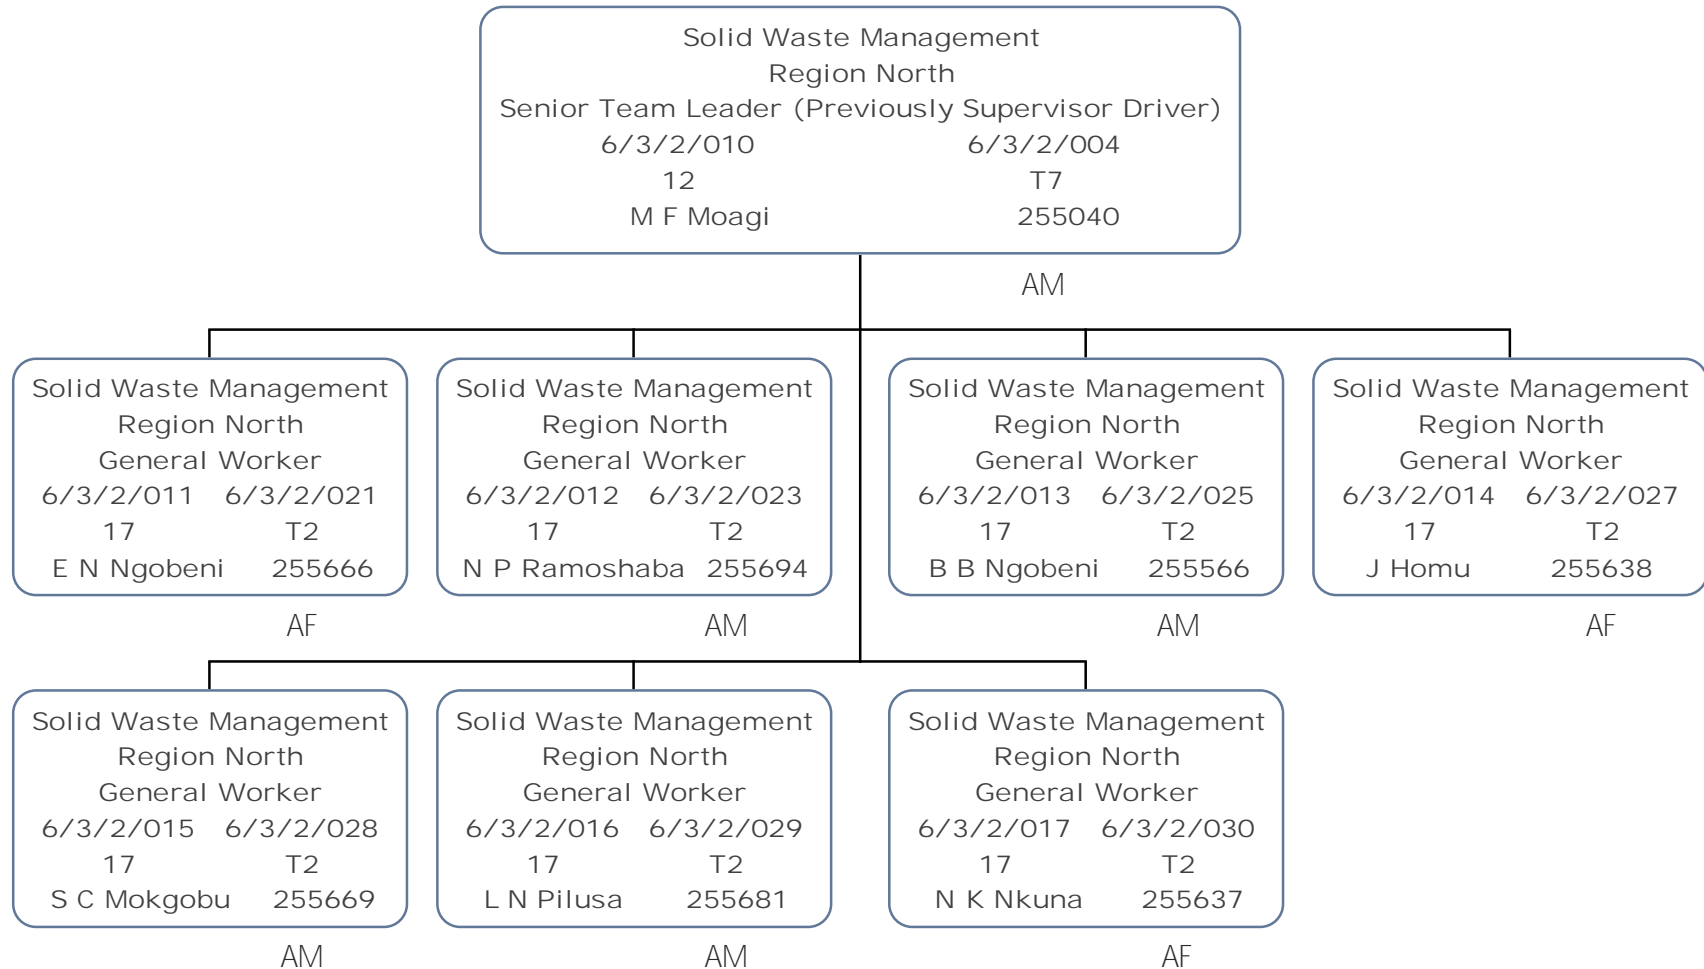 Solid Waste Management
Region North
Senior Team Leader (Previously Supervisor Driver)
6/3/2/010 6/3/2/004
12 T7
M F Moagi 255040
AM
Solid Waste Management
Region North
General Worker
6/3/2/011 6/3/2/021
17 T2
E N Ngobeni 255666
AF
Solid Waste Management
Region North
General Worker
6/3/2/012 6/3/2/023
17 T2
N P Ramoshaba 255694
AM
Solid Waste Management
Region North
General Worker
6/3/2/013 6/3/2/025
17 T2
B B Ngobeni 255566
AM
Solid Waste Management
Region North
General Worker
6/3/2/014 6/3/2/027
17 T2
J Homu 255638
AF
Solid Waste Management
Region North
General Worker
6/3/2/015 6/3/2/028
17 T2
S C Mokgobu 255669
AM
Solid Waste Management
Region North
General Worker
6/3/2/016 6/3/2/029
17 T2
L N Pilusa 255681
AM
Solid Waste Management
Region North
General Worker
6/3/2/017 6/3/2/030
17 T2
N K Nkuna 255637
AF